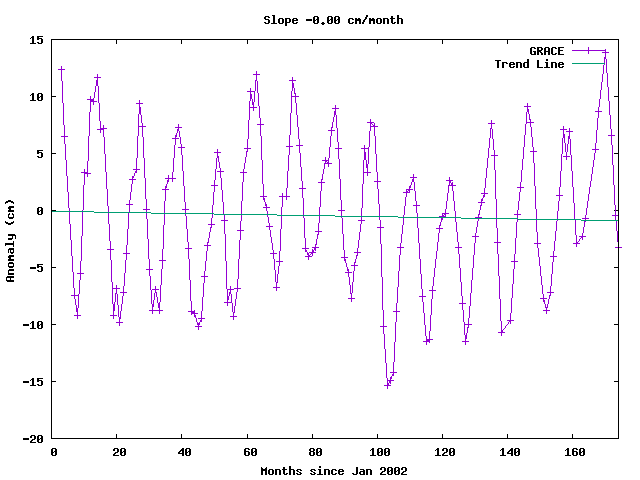 Slope -0.00 cm/month
15
10
5
0
-5
-10
-15
-20
Anomaly (cm)
GRACE
Trend Line
0 20 40 60 80 100 120 140 160
Months since Jan 2002